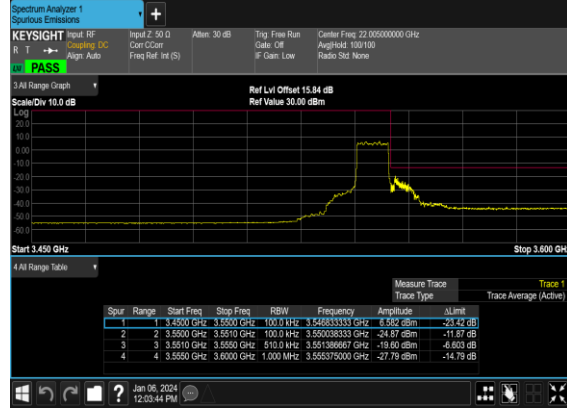 Spectrum Analyzer 1
Spurious Emissions
+
KEYSIGHT Input: RF Input Z: 50 Ω Atten: 30 dB Trig: Free Run Center Freq: 22.005000000 GHz
R T Coupling: DC Corr CCorr Gate: Off Avg|Hold: 100/100
Align: Auto Freq Ref: Int (S) IF Gain: Low Radio Std: None
LW PASS
3 All Range Graph
Ref Lvl Offset 15.84 dB
Scale/Div 10.0 dB Ref Value 30.00 dBm
Log
20.0
10.0
0.00
-10.0
-20.0
-30.0
-40.0
-50.0
-60.0
Start 3.450 GHz Stop 3.600 GH
4 All Range Table
Measure Trace Trace 1
Trace Type Trace Average (Active)
Spur Range Start Freq Stop Freq RBW Frequency Amplitude ΔLimit
1 1 3.4500 GHz 3.5500 GHz 100.0 kHz 3.546833333 GHz 6.582 dBm -23.42 dB
2 2 3.5500 GHz 3.5510 GHz 100.0 kHz 3.550038333 GHz -24.87 dBm -11.87 dB
3 3 3.5510 GHz 3.5550 GHz 510.0 kHz 3.551386667 GHz -19.60 dBm -6.603 dB
4 4 3.5550 GHz 3.6000 GHz 1.000 MHz 3.555375000 GHz -27.79 dBm -14.79 dB
? Jan 06, 2024
12:03:44 PM